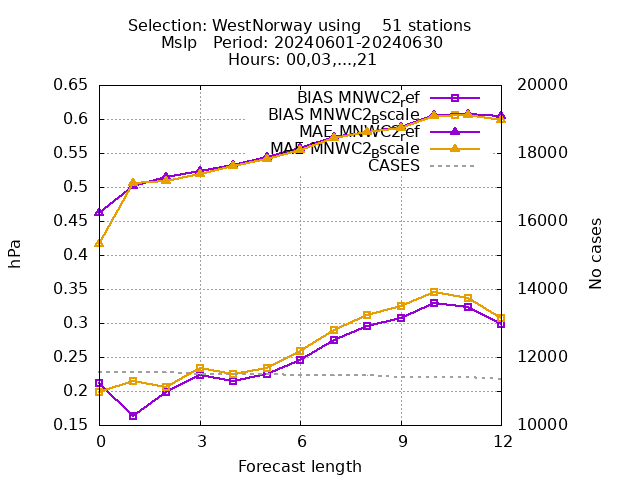 Selection: WestNorway using 51 stations
Mslp Period: 20240601-20240630
Hours: 00,03,...,21
0.65 20000
BIAS MNWC2_ref
0.6 BIAS MNWC2_Bscale
MAE MNWC2_ref
0.55 MAE MNWC2_Bscale 18000
CASES
0.5
0.45 16000
0.4
hPa
No cases
0.35 14000
0.3
0.25 12000
0.2
0.15 10000
0 3 6 9 12
Forecast length